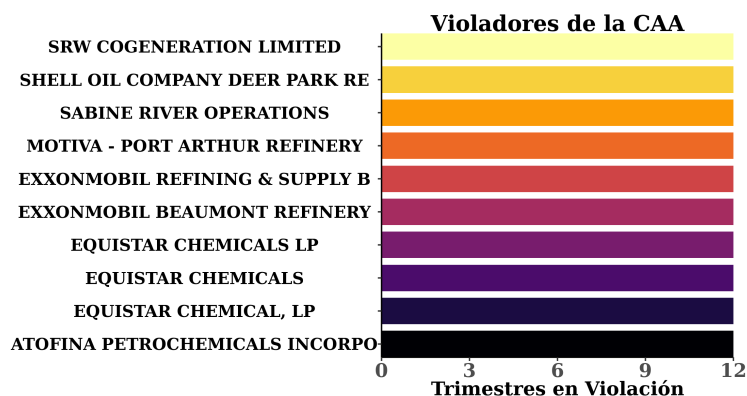 Violadores de la CAA
SRW COGENERATION LIMITED
SHELL OIL COMPANY DEER PARK RE
SABINE RIVER OPERATIONS
MOTIVA - PORT ARTHUR REFINERY
EXXONMOBIL REFINING & SUPPLY B
EXXONMOBIL BEAUMONT REFINERY
EQUISTAR CHEMICALS LP
EQUISTAR CHEMICALS
EQUISTAR CHEMICAL, LP
ATOFINA PETROCHEMICALS INCORPO
0 3 6 9 12
Trimestres en Violación